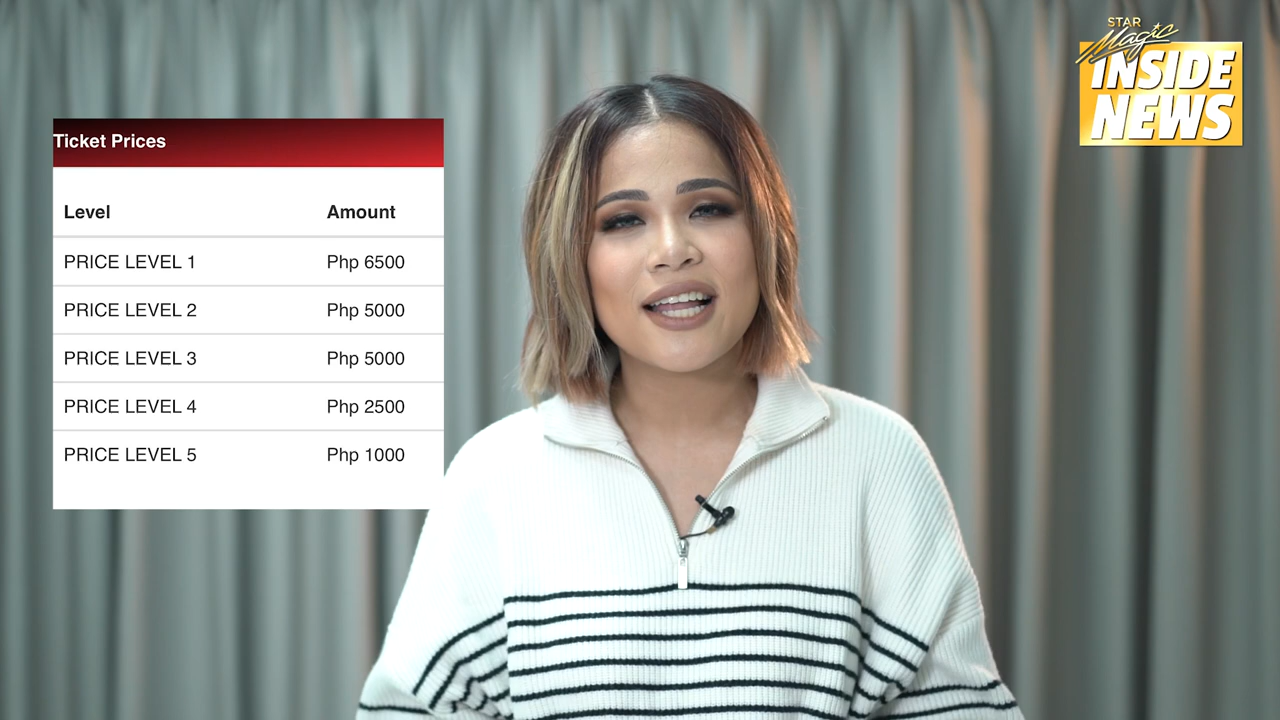 STAR
Magic
INSIDE
NEWS
Ticket Prices
Level Amount
PRICE LEVEL 1 Php 6500
PRICE LEVEL 2 Php 5000
PRICE LEVEL 3 Php 5000
PRICE LEVEL 4 Php 2500
PRICE LEVEL 5 Php 1000